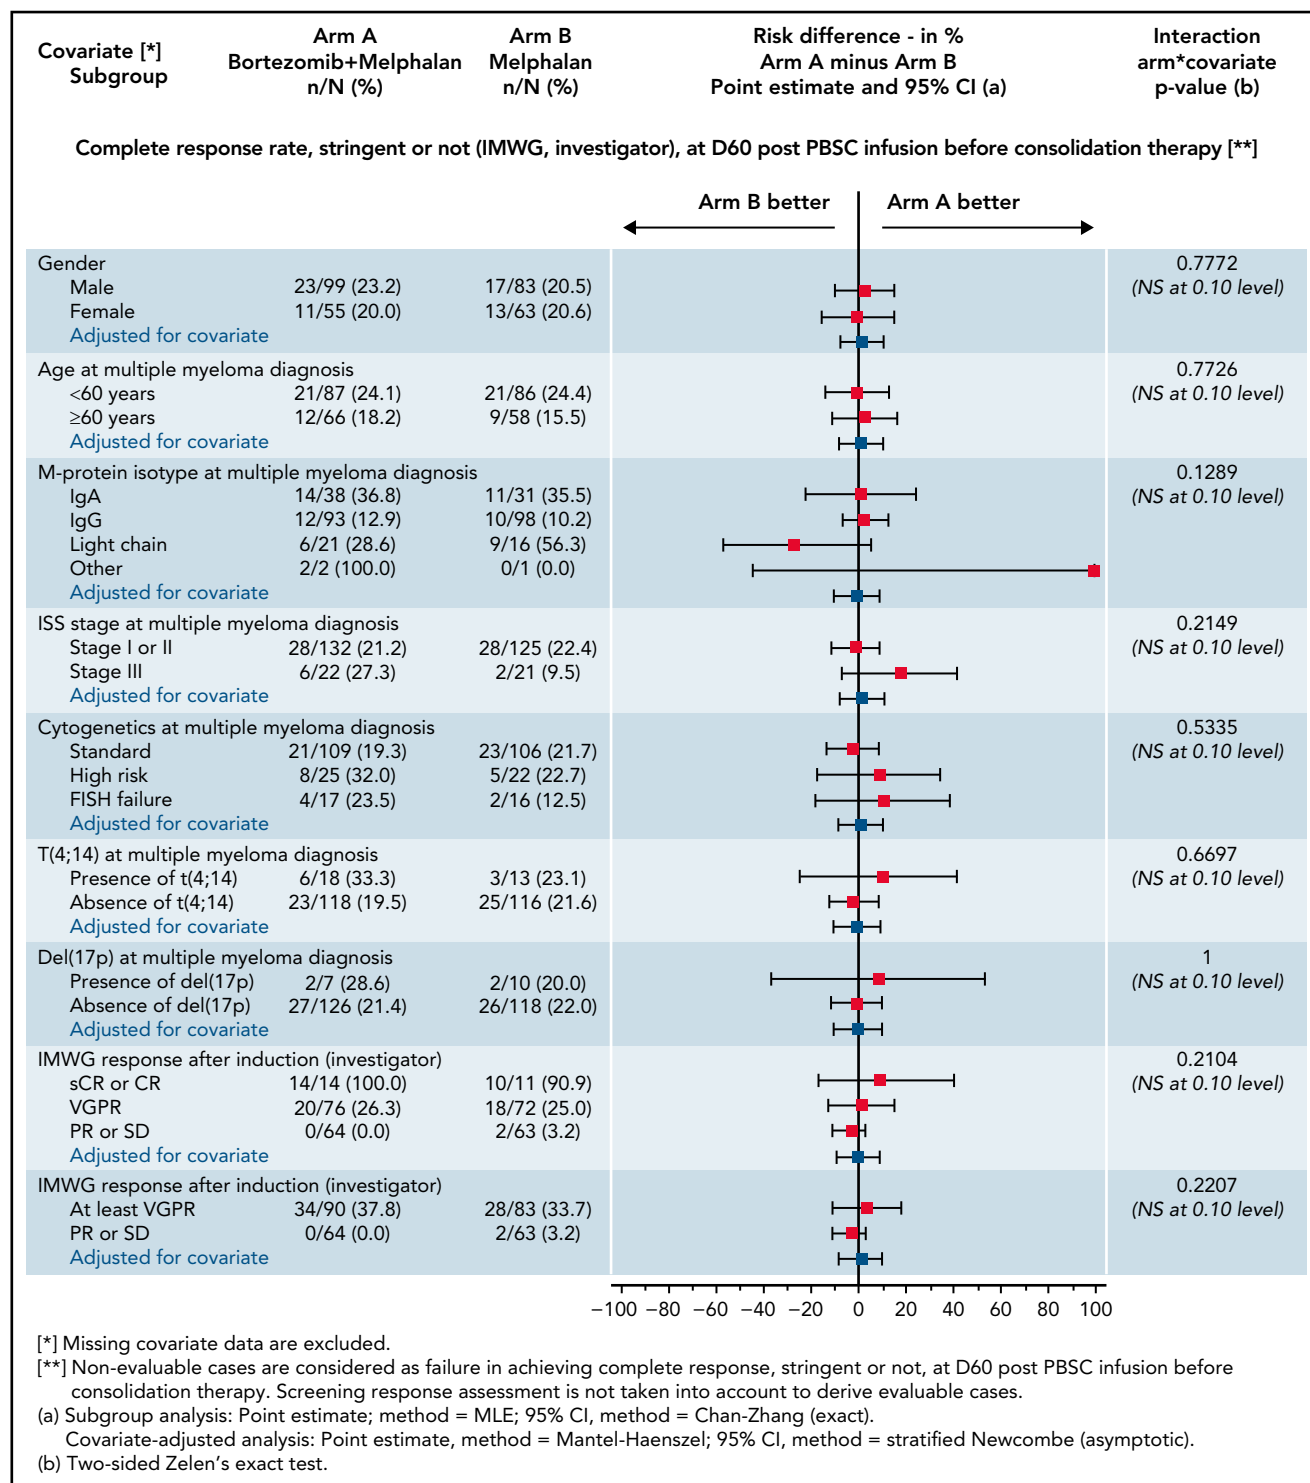 Covariate [*]
Subgroup
Arm A
Bortezomib+Melphalan
n/N (%)
Arm B
Melphalan
n/N (%)
Risk difference - in %
Arm A minus Arm B
Point estimate and 95% CI (a)
Interaction
arm*covariate
p-value (b)
Complete response rate, stringent or not (IMWG, investigator), at D60 post PBSC infusion before consolidation therapy [**]
Arm B better Arm A better
Gender 0.7772
Male 23/99 (23.2) 17/83 (20.5) (NS at 0.10 level)
Female 11/55 (20.0) 13/63 (20.6)
Adjusted for covariate
Age at multiple myeloma diagnosis 0.7726
<60 years 21/87 (24.1) 21/86 (24.4) (NS at 0.10 level)
≥60 years 12/66 (18.2) 9/58 (15.5)
Adjusted for covariate
M-protein isotype at multiple myeloma diagnosis 0.1289
IgA 14/38 (36.8) 11/31 (35.5) (NS at 0.10 level)
IgG 12/93 (12.9) 10/98 (10.2)
Light chain 6/21 (28.6) 9/16 (56.3)
Other 2/2 (100.0) 0/1 (0.0)
Adjusted for covariate
ISS stage at multiple myeloma diagnosis 0.2149
Stage I or II 28/132 (21.2) 28/125 (22.4) (NS at 0.10 level)
Stage III 6/22 (27.3) 2/21 (9.5)
Adjusted for covariate
Cytogenetics at multiple myeloma diagnosis 0.5335
Standard 21/109 (19.3) 23/106 (21.7) (NS at 0.10 level)
High risk 8/25 (32.0) 5/22 (22.7)
FISH failure 4/17 (23.5) 2/16 (12.5)
Adjusted for covariate
T(4;14) at multiple myeloma diagnosis 0.6697
Presence of t(4;14) 6/18 (33.3) 3/13 (23.1) (NS at 0.10 level)
Absence of t(4;14) 23/118 (19.5) 25/116 (21.6)
Adjusted for covariate
Del(17p) at multiple myeloma diagnosis 1
Presence of del(17p) 2/7 (28.6) 2/10 (20.0) (NS at 0.10 level)
Absence of del(17p) 27/126 (21.4) 26/118 (22.0)
Adjusted for covariate
IMWG response after induction (investigator) 0.2104
sCR or CR 14/14 (100.0) 10/11 (90.9) (NS at 0.10 level)
VGPR 20/76 (26.3) 18/72 (25.0)
PR or SD 0/64 (0.0) 2/63 (3.2)
Adjusted for covariate
IMWG response after induction (investigator) 0.2207
At least VGPR 34/90 (37.8) 28/83 (33.7) (NS at 0.10 level)
PR or SD 0/64 (0.0) 2/63 (3.2)
Adjusted for covariate
−100 −80 −60 −40 −20 0 20 40 60 80 100
[*] Missing covariate data are excluded.
[**] Non-evaluable cases are considered as failure in achieving complete response, stringent or not, at D60 post PBSC infusion before
consolidation therapy. Screening response assessment is not taken into account to derive evaluable cases.
(a) Subgroup analysis: Point estimate; method = MLE; 95% CI, method = Chan-Zhang (exact).
Covariate-adjusted analysis: Point estimate, method = Mantel-Haenszel; 95% CI, method = stratified Newcombe (asymptotic).
(b) Two-sided Zelen's exact test.